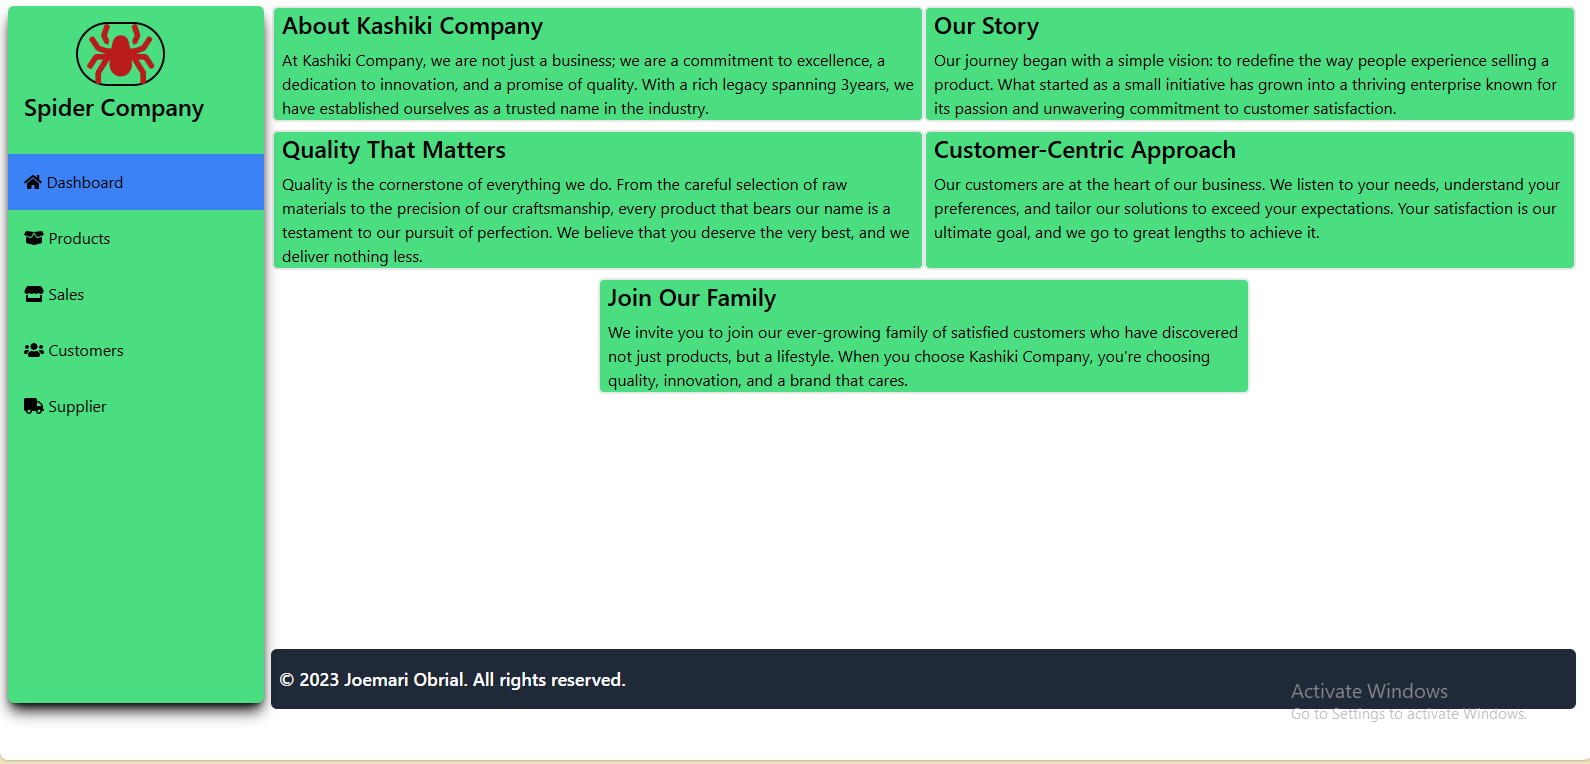 Spider Company
Dashboard
Products
Sales
Customers
Supplier
About Kashiki Company
At Kashiki Company, we are not just a business; we are a commitment to excellence, a
dedication to innovation, and a promise of quality. With a rich legacy spanning 3years, we
have established ourselves as a trusted name in the industry.
Our Story
Our journey began with a simple vision: to redefine the way people experience selling a
product. What started as a small initiative has grown into a thriving enterprise known for
its passion and unwavering commitment to customer satisfaction.
Quality That Matters
Quality is the cornerstone of everything we do. From the careful selection of raw
materials to the precision of our craftsmanship, every product that bears our name is a
testament to our pursuit of perfection. We believe that you deserve the very best, and we
deliver nothing less.
Customer-Centric Approach
Our customers are at the heart of our business. We listen to your needs, understand your
preferences, and tailor our solutions to exceed your expectations. Your satisfaction is our
ultimate goal, and we go to great lengths to achieve it.
Join Our Family
We invite you to join our ever-growing family of satisfied customers who have discovered
not just products, but a lifestyle. When you choose Kashiki Company, you're choosing
quality, innovation, and a brand that cares.
© 2023 Joemari Obrial. All rights reserved.
Activate Windows
Go to Settings to activate Windows.